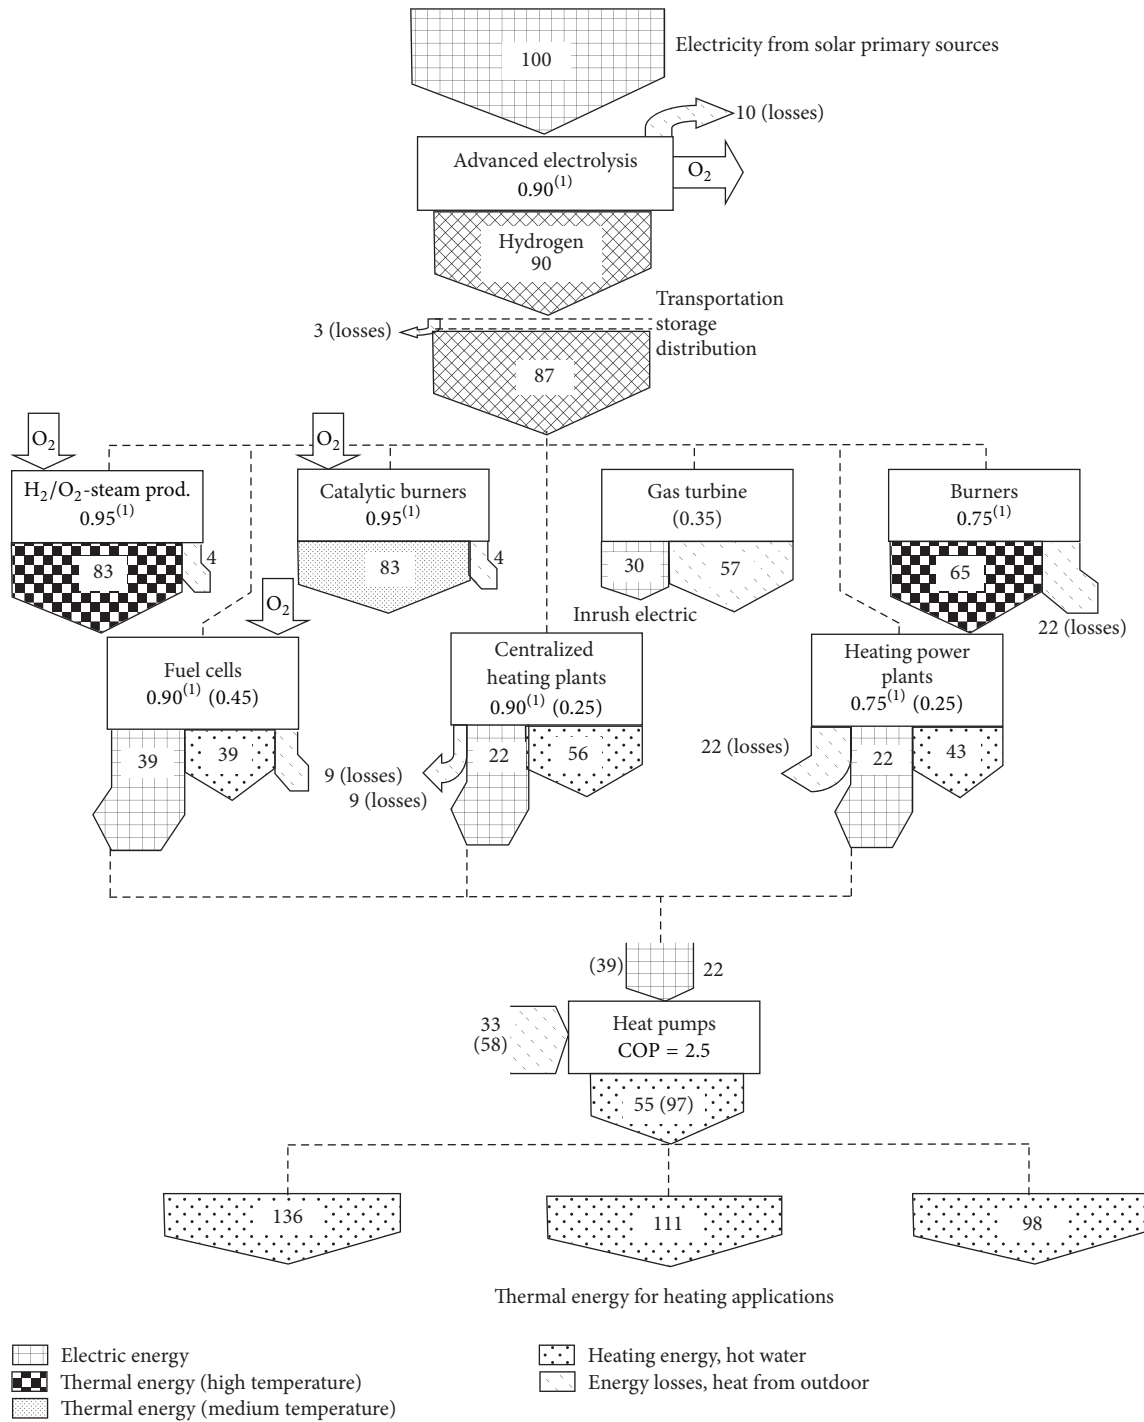 100
Electricity from solar primary sources
10 (losses)
Advanced electrolysis
0.90(1)
O2
Hydrogen
90
Transportation
storage
distribution
3 (losses)
87
O2
O2
H2/O2-steam prod.
0.95(1)
Catalytic burners
0.95(1)
Gas turbine
(0.35)
Burners
0.75(1)
83
4
83
4
30
57
65
Inrush electric
22 (losses)
O2
Fuel cells
0.90(1) (0.45)
Centralized
heating plants
0.90(1) (0.25)
Heating power
plants
0.75(1) (0.25)
39
39
9 (losses)
9 (losses)
22
56
22 (losses)
22
43
(39)
22
33
(58)
Heat pumps
COP = 2.5
55 (97)
136
111
98
Thermal energy for heating applications
Electric energy
Thermal energy (high temperature)
Thermal energy (medium temperature)
Heating energy, hot water
Energy losses, heat from outdoor